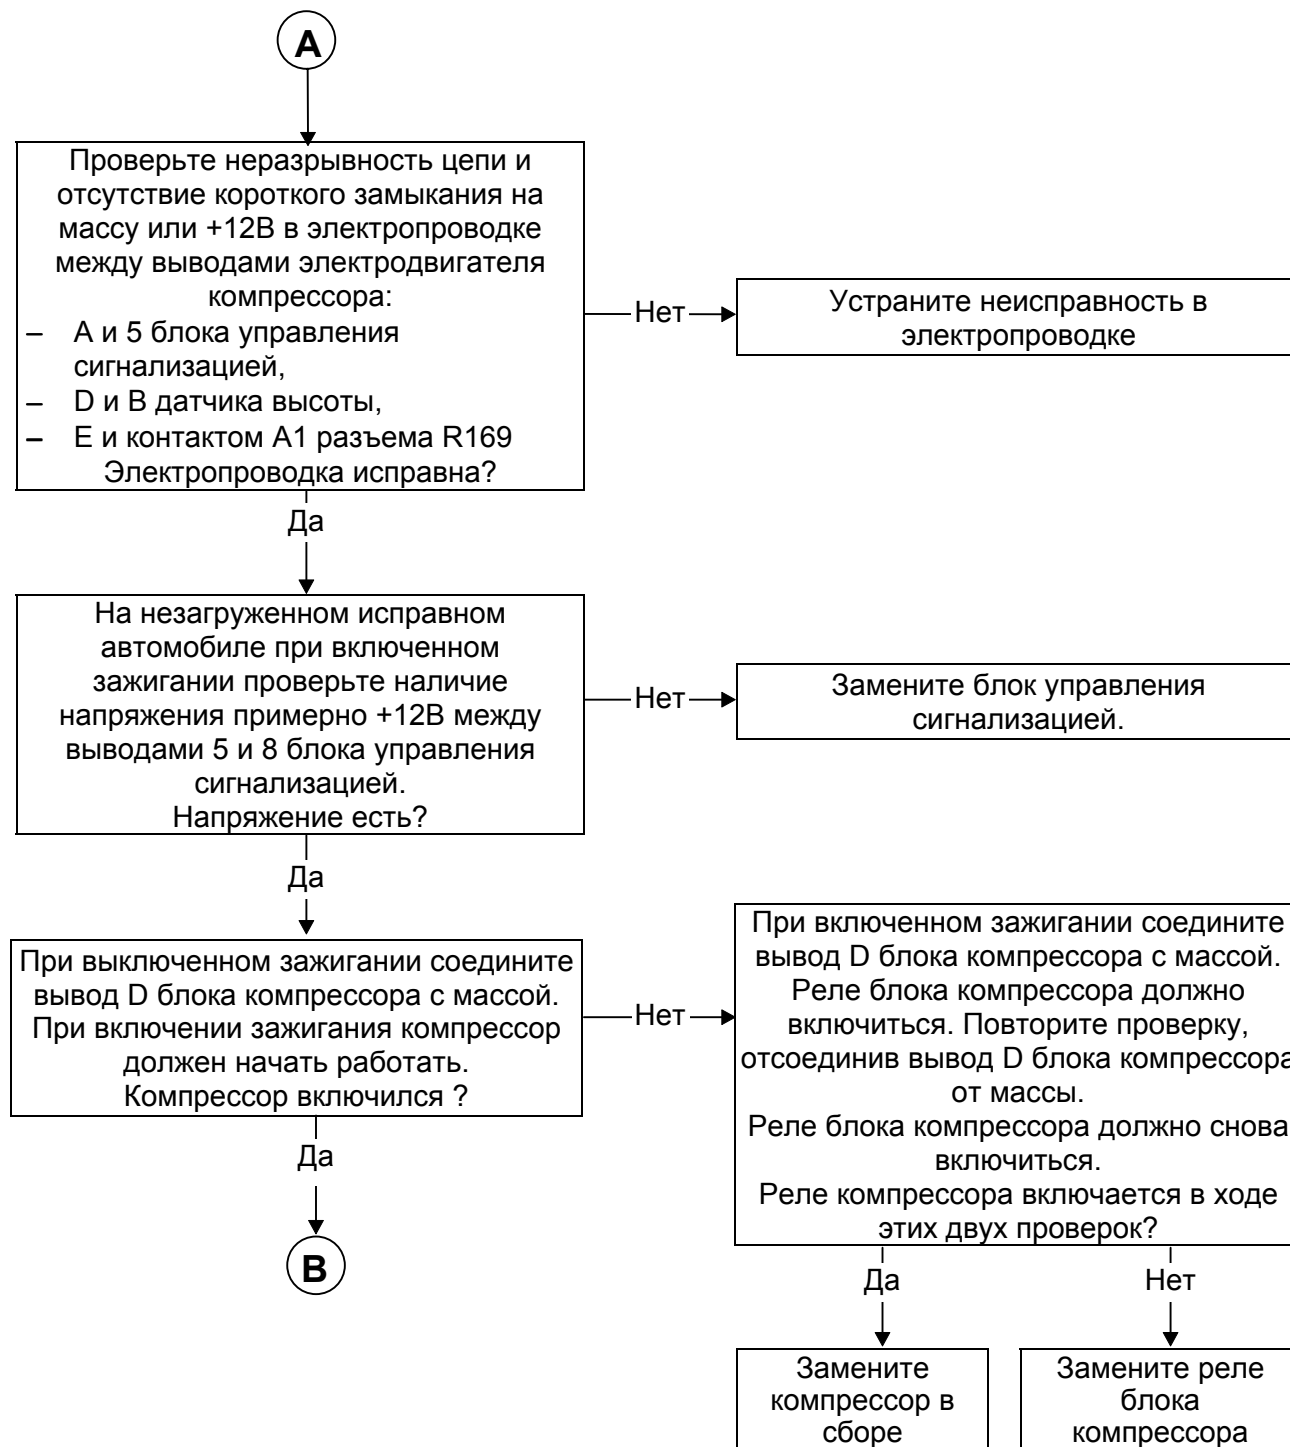 A
Проверьте неразрывность цепи и
отсутствие короткого замыкания на
массу или +12В в электропроводке
между выводами электродвигателя
компрессора:
– А и 5 блока управления
сигнализацией,
– D и В датчика высоты,
– Е и контактом А1 разъема R169
Электропроводка исправна?
Нет
Устраните неисправность в
электропроводке
Да
На незагруженном исправном
автомобиле при включенном
зажигании проверьте наличие
напряжения примерно +12В между
выводами 5 и 8 блока управления
сигнализацией.
Напряжение есть?
Нет
Замените блок управления
сигнализацией.
Да
При выключенном зажигании соедините
вывод D блока компрессора с массой.
При включении зажигания компрессор
должен начать работать.
Компрессор включился ?
Нет
При включенном зажигании соедините
вывод D блока компрессора с массой.
Реле блока компрессора должно
включиться. Повторите проверку,
отсоединив вывод D блока компрессора
от массы.
Реле блока компрессора должно снова
включиться.
Реле компрессора включается в ходе
этих двух проверок?
Да
B
Да
Замените
компрессор в
сборе
Нет
Замените реле
блока
компрессора